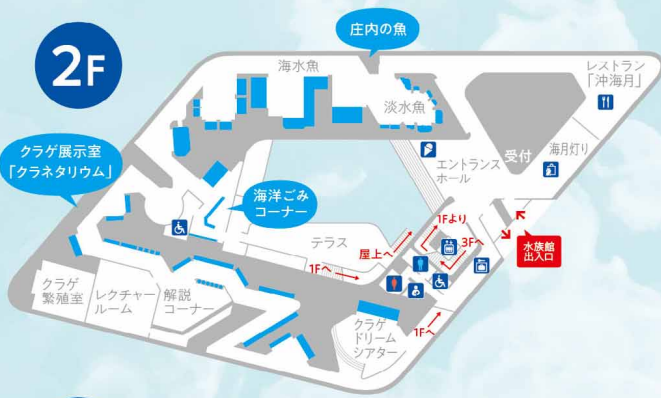 2F
庄内の魚
海水魚
淡水魚
レストラン
「沖海月」
クラゲ展示室
「クラネタリウム」
エントランス
ホール
受付
海月灯り
海洋ごみ
コーナー
テラス
1Fより
屋上へ
3Fへ
水族館
出入口
1Fへ
クラゲ
繁殖室
レクチャー
ルーム
解説
コーナー
クラゲ
ドリーム
シアター
1Fへ